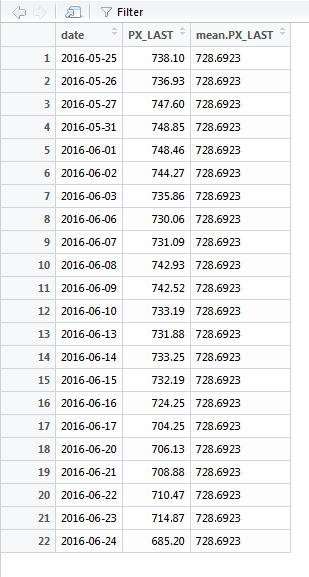 Filter
date PX_LAST mean.PX_LAST
1 2016-05-25 738.10 728.6923
2 2016-05-26 736.93 728.6923
3 2016-05-27 747.60 728.6923
4 2016-05-31 748.85 728.6923
5 2016-06-01 748.46 728.6923
6 2016-06-02 744.27 728.6923
7 2016-06-03 735.86 728.6923
8 2016-06-06 730.06 728.6923
9 2016-06-07 731.09 728.6923
10 2016-06-08 742.93 728.6923
11 2016-06-09 742.52 728.6923
12 2016-06-10 733.19 728.6923
13 2016-06-13 731.88 728.6923
14 2016-06-14 733.25 728.6923
15 2016-06-15 732.19 728.6923
16 2016-06-16 724.25 728.6923
17 2016-06-17 704.25 728.6923
18 2016-06-20 706.13 728.6923
19 2016-06-21 708.88 728.6923
20 2016-06-22 710.47 728.6923
21 2016-06-23 714.87 728.6923
22 2016-06-24 685.20 728.6923